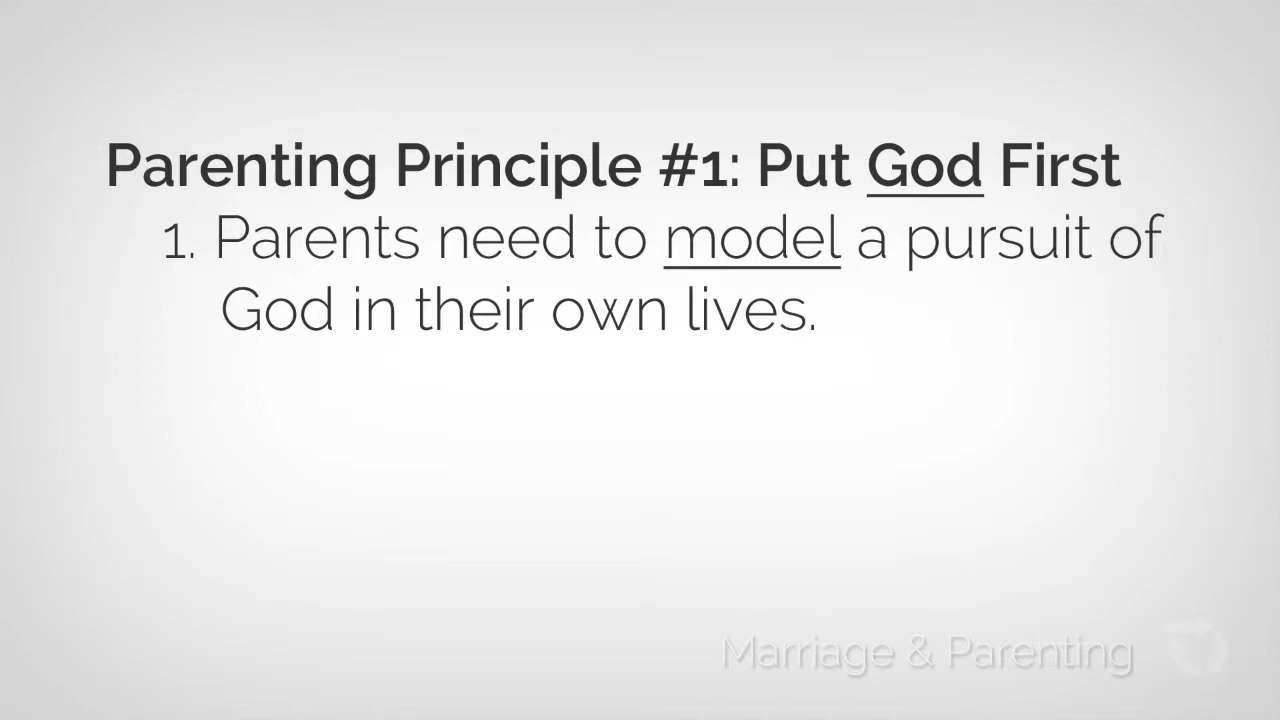 Parenting Principle #1: Put God First
1. Parents need to model a pursuit of
God in their own lives.
Marriage & Parenting